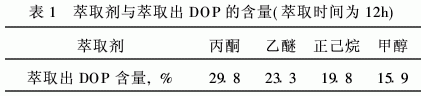 表 1 萃取剂与萃取出 DOP 的含量(萃取时间为 12h)
萃取剂 丙酮 乙醚 正己烷 甲醇
萃取出 DOP 含量, % 29. 8 23. 3 19. 8 15. 9